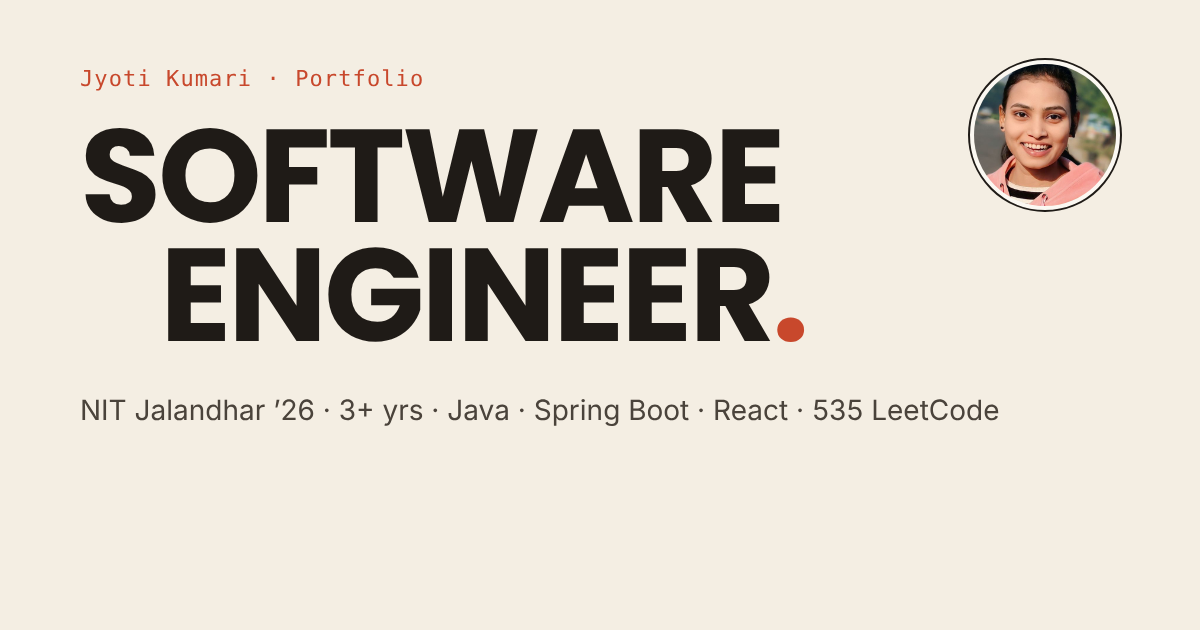 Jyoti Kumari · Portfolio
SOFTWARE
ENGINEER.
NIT Jalandhar ’26 · 3+ yrs · Java · Spring Boot · React · 535 LeetCode